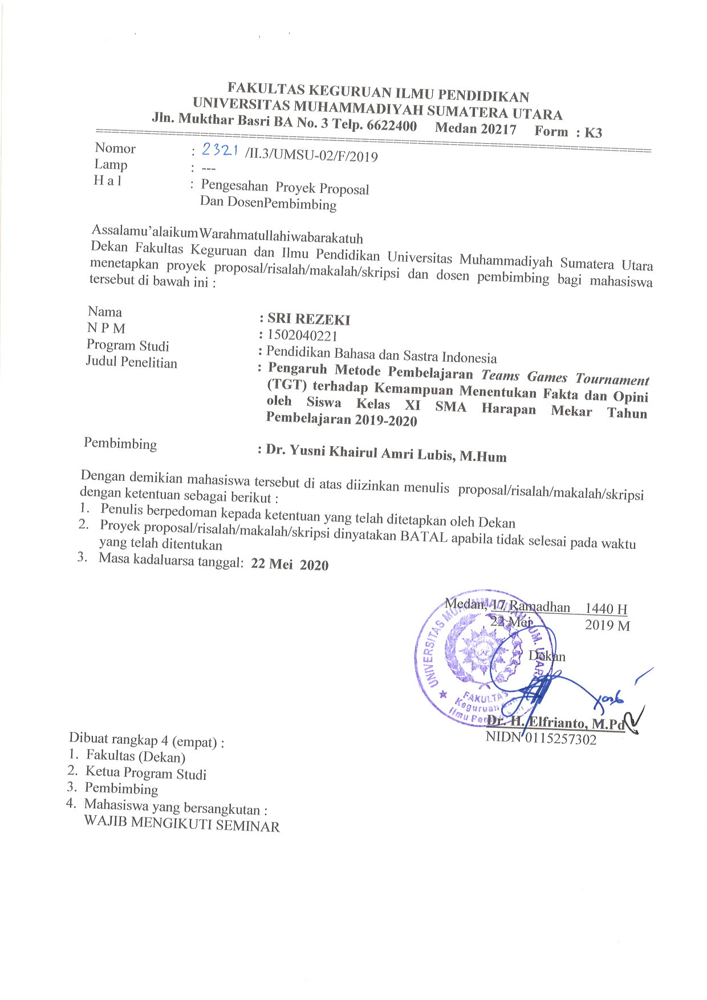 FAKULTAS KEGURUAN ILMU PENDIDIKAN
UNIVERSITAS MUHAMMADIYAH SUMATERA UTARA
Jln. Mukthar Basri BA No. 3 Telp. 6622400 Medan 20217 Form : K3
Nomor : 2321 /II.3/UMSU-02/F/2019
Lamp : ---
H a l : Pengesahan Proyek Proposal
Dan DosenPembimbing
Assalamu’alaikumWarahmatullahiwabarakatuh
Dekan Fakultas Keguruan dan Ilmu Pendidikan Universitas Muhammadiyah Sumatera Utara
menetapkan proyek proposal/risalah/makalah/skripsi dan dosen pembimbing bagi mahasiswa
tersebut di bawah ini :
Nama : SRI REZEKI
N P M : 1502040221
Program Studi : Pendidikan Bahasa dan Sastra Indonesia
Judul Penelitian : Pengaruh Metode Pembelajaran Teams Games Tournament
(TGT) terhadap Kemampuan Menentukan Fakta dan Opini
oleh Siswa Kelas XI SMA Harapan Mekar Tahun
Pembelajaran 2019-2020
Pembimbing : Dr. Yusni Khairul Amri Lubis, M.Hum
Dengan demikian mahasiswa tersebut di atas diizinkan menulis proposal/risalah/makalah/skripsi
dengan ketentuan sebagai berikut :
1. Penulis berpedoman kepada ketentuan yang telah ditetapkan oleh Dekan
2. Proyek proposal/risalah/makalah/skripsi dinyatakan BATAL apabila tidak selesai pada waktu
yang telah ditentukan
3. Masa kadaluarsa tanggal: 22 Mei 2020
Medan, 17 Ramadhan 1440 H
22 Mei 2019 M
Dekan
UNIVERSITAS MUHAMMADIYAH SUM. UTARA
FAKULTAS
Keguruan dan
Ilmu Pendidikan
Dr. H. Elfrianto, M.Pd
NIDN 0115257302
Dibuat rangkap 4 (empat) :
1. Fakultas (Dekan)
2. Ketua Program Studi
3. Pembimbing
4. Mahasiswa yang bersangkutan :
WAJIB MENGIKUTI SEMINAR